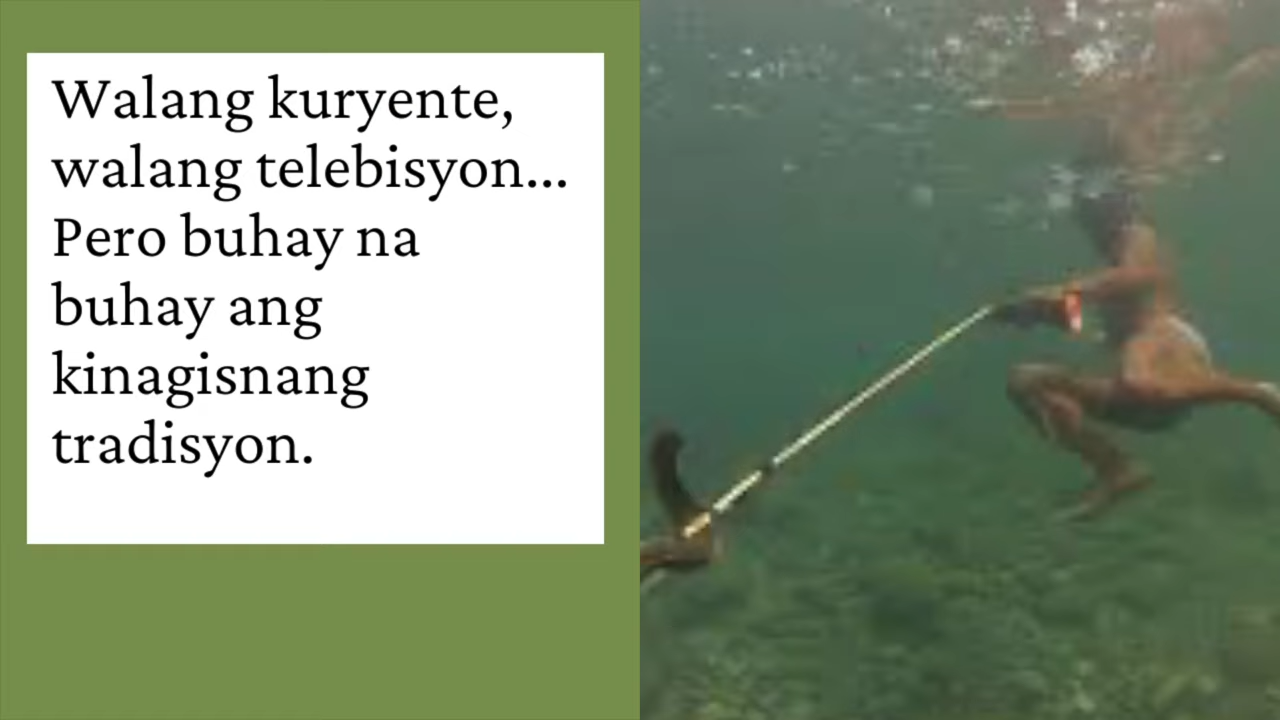 Walang kuryente,
walang telebisyon...
Pero buhay na
buhay ang
kinagisnang
tradisyon.